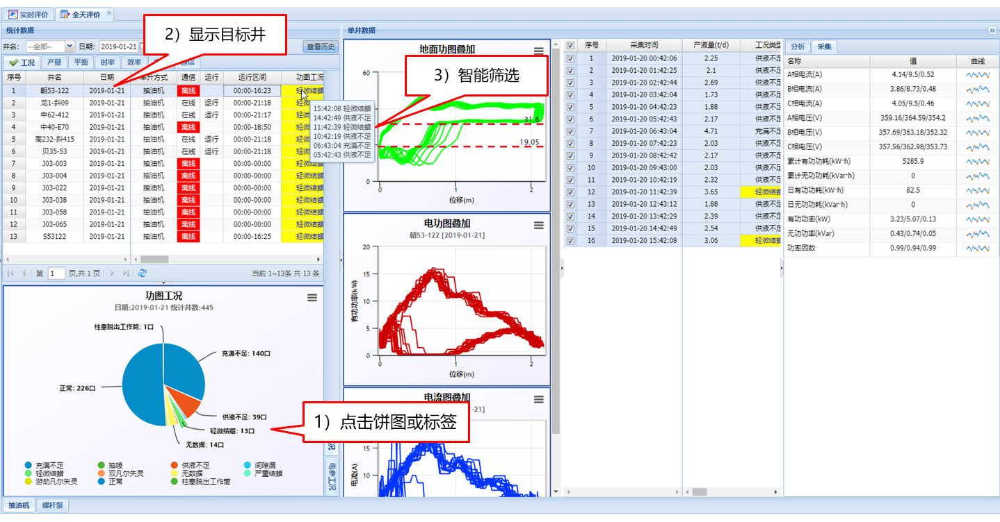 实时评价 全天评价
统计数据
井名: --全部-- 日期: 2019-01-21 查看历史
工况 产量 平衡 时率 效率 通信
序号 井名 日期 举升方式 通信 运行 运行区间 功图工况
1 朝53-122 2019-01-21 抽油机 离线 00:00-16:23 轻微结蜡
2 龙1-斜09 2019-01-21 抽油机 在线 运行 00:00-21:18 轻微结蜡
3 中62-412 2019-01-21 抽油机 在线 运行 00:00-21:17
4 中40-E70 2019-01-21 抽油机 离线 00:00-18:50
5 高232-斜415 2019-01-21 抽油机 在线 运行 00:00-21:18
6 贝35-53 2019-01-21 抽油机 在线 运行 00:00-21:18
7 J03-003 2019-01-21 抽油机 离线 00:00-00:00 轻微结蜡
8 J03-004 2019-01-21 抽油机 离线 00:00-00:00 轻微结蜡
9 J03-022 2019-01-21 抽油机 离线 00:00-00:00 轻微结蜡
10 J03-038 2019-01-21 抽油机 离线 00:00-00:00 轻微结蜡
11 J03-058 2019-01-21 抽油机 离线 00:00-00:00 轻微结蜡
12 J03-065 2019-01-21 抽油机 离线 00:00-00:00 轻微结蜡
13 S53122 2019-01-21 抽油机 离线 00:00-16:25 轻微结蜡
第 1 页,共 1 页 当前 1~13条 共 13 条
2）显示目标井
15:42:08 轻微结蜡
14:42:49 供液不足
11:42:39 轻微结蜡
10:42:19 供液不足
06:43:04 充满不足
05:42:43 供液不足
功图工况
日期:2019-01-21 统计井数:445
柱塞脱出工作筒: 1口
充满不足: 140口
正常: 226口
供液不足: 39口
轻微结蜡: 13口
无数据: 14口
充满不足 抽喷 供液不足 间隙漏
轻微结蜡 双凡尔失灵 无数据 严重结蜡
游动凡尔失灵 正常 柱塞脱出工作筒
1）点击饼图或标签
况
电参工况
单井数据
地面功图叠加
60
3）智能筛选
31.6
19.05
0
0 1 2
位移(m)
电功图叠加
朝53-122 [2019-01-21]
有功功率(kW)
20
15
10
5
0
0 1 2
位移(m)
电流图叠加
-21]
电流(A)
15
10
序号 采集时间 产液量(t/d) 工况类型
1 2019-01-20 00:42:06 2.25 供液不足
2 2019-01-20 01:42:25 2.1 供液不足
3 2019-01-20 02:42:44 2.69 供液不足
4 2019-01-20 03:42:04 1.73 供液不足
5 2019-01-20 04:42:23 1.88 供液不足
6 2019-01-20 05:42:43 2.17 供液不足
7 2019-01-20 06:43:04 4.71 充满不足
8 2019-01-20 07:42:23 2.03 供液不足
9 2019-01-20 08:42:42 2.17 供液不足
10 2019-01-20 09:43:00 2.03 供液不足
11 2019-01-20 10:42:19 2.32 供液不足
12 2019-01-20 11:42:39 3.65 轻微结蜡
13 2019-01-20 12:43:12 1.88 供液不足
14 2019-01-20 13:42:29 2.39 供液不足
15 2019-01-20 14:42:49 2.54 供液不足
16 2019-01-20 15:42:08 3.06 轻微结蜡
分析 采集
名称 值 曲线
A相电流(A) 4.14/9.5/0.52
B相电流(A) 3.86/8.73/0.48
C相电流(A) 4.05/9.5/0.46
A相电压(V) 359.16/364.59/354.2
B相电压(V) 357.69/363.18/352.32
C相电压(V) 357.56/362.98/353.73
累计有功功耗(kW·h) 5285.9
累计无功功耗(kVar·h) 0
日有功功耗(kW·h) 82.5
日无功功耗(kVar·h) 0
有功功率(kW) 3.23/5.07/0.13
无功功率(kVar) 0.43/0.74/0.05
功率因数 0.99/0.94/0.99
抽油机 螺杆泵